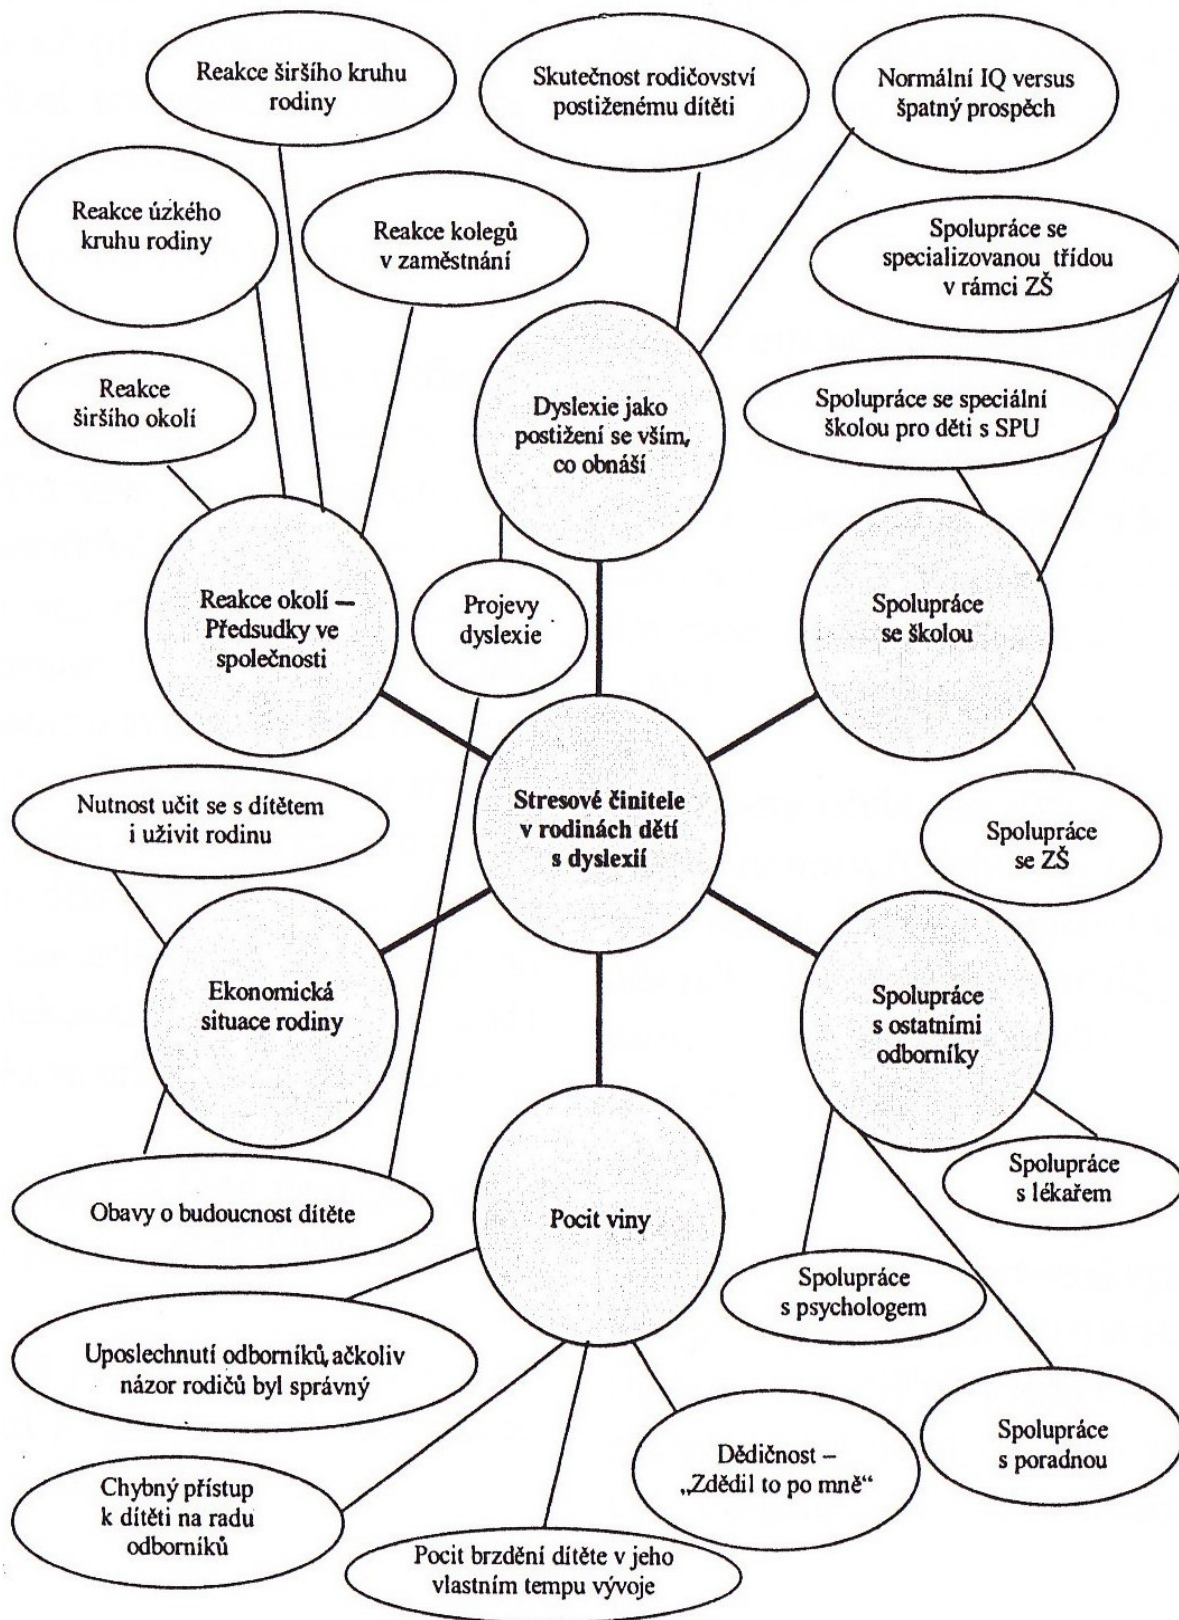 Reakce širšího kruhu
rodiny
Skutečnost rodičovství
postiženému dítěti
Normální IQ versus
špatný prospěch
Reakce úzkého
kruhu rodiny
Reakce kolegů
v zaměstnání
Spolupráce se
specializovanou třídou
v rámci ZŠ
Reakce
širšího okolí
Dyslexie jako
postižení se vším,
co obnáší
Spolupráce se speciální
školou pro děti s SPU
Reakce okolí —
Předsudky ve
společnosti
Projevy
dyslexie
Spolupráce
se školou
Nutnost učit se s dítětem
i uživit rodinu
Stresové činitele
v rodinách dětí
s dyslexií
Spolupráce
se ZŠ
Ekonomická
situace rodiny
Spolupráce
s ostatními
odborníky
Obavy o budoucnost dítěte
Pocit viny
Spolupráce
s lékařem
Spolupráce
s psychologem
Uposlechnutí odborníků, ačkoliv
názor rodičů byl správný
Dědičnost –
„Zdědil to po mně“
Spolupráce
s poradnou
Chybný přístup
k dítěti na radu
odborníků
Pocit brzdění dítěte v jeho
vlastním tempu vývoje